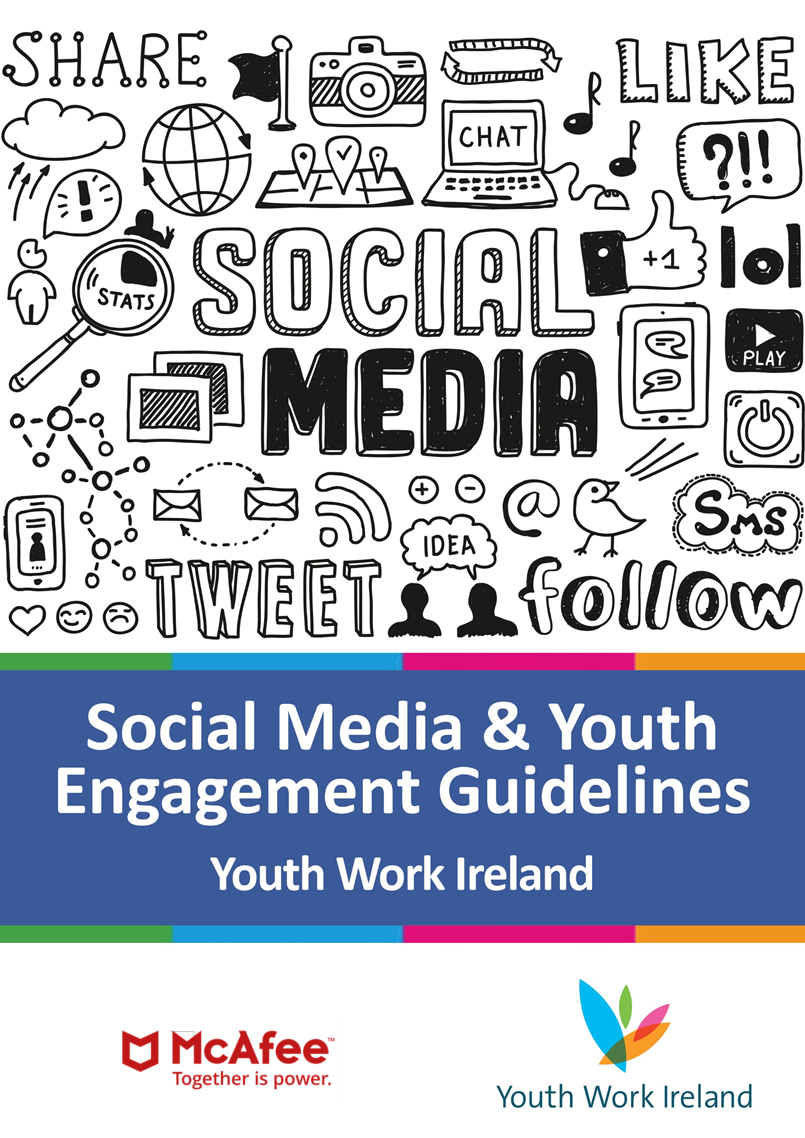 SHARE
LIKE
CHAT
?!!!
!
STATS
SOCIAL
+1
lol
MEDIA
PLAY
+ -
@
SMS
IDEA
TWEET
follow
Social Media & Youth
Engagement Guidelines
Youth Work Ireland
McAfee™
Together is power.
Youth Work Ireland